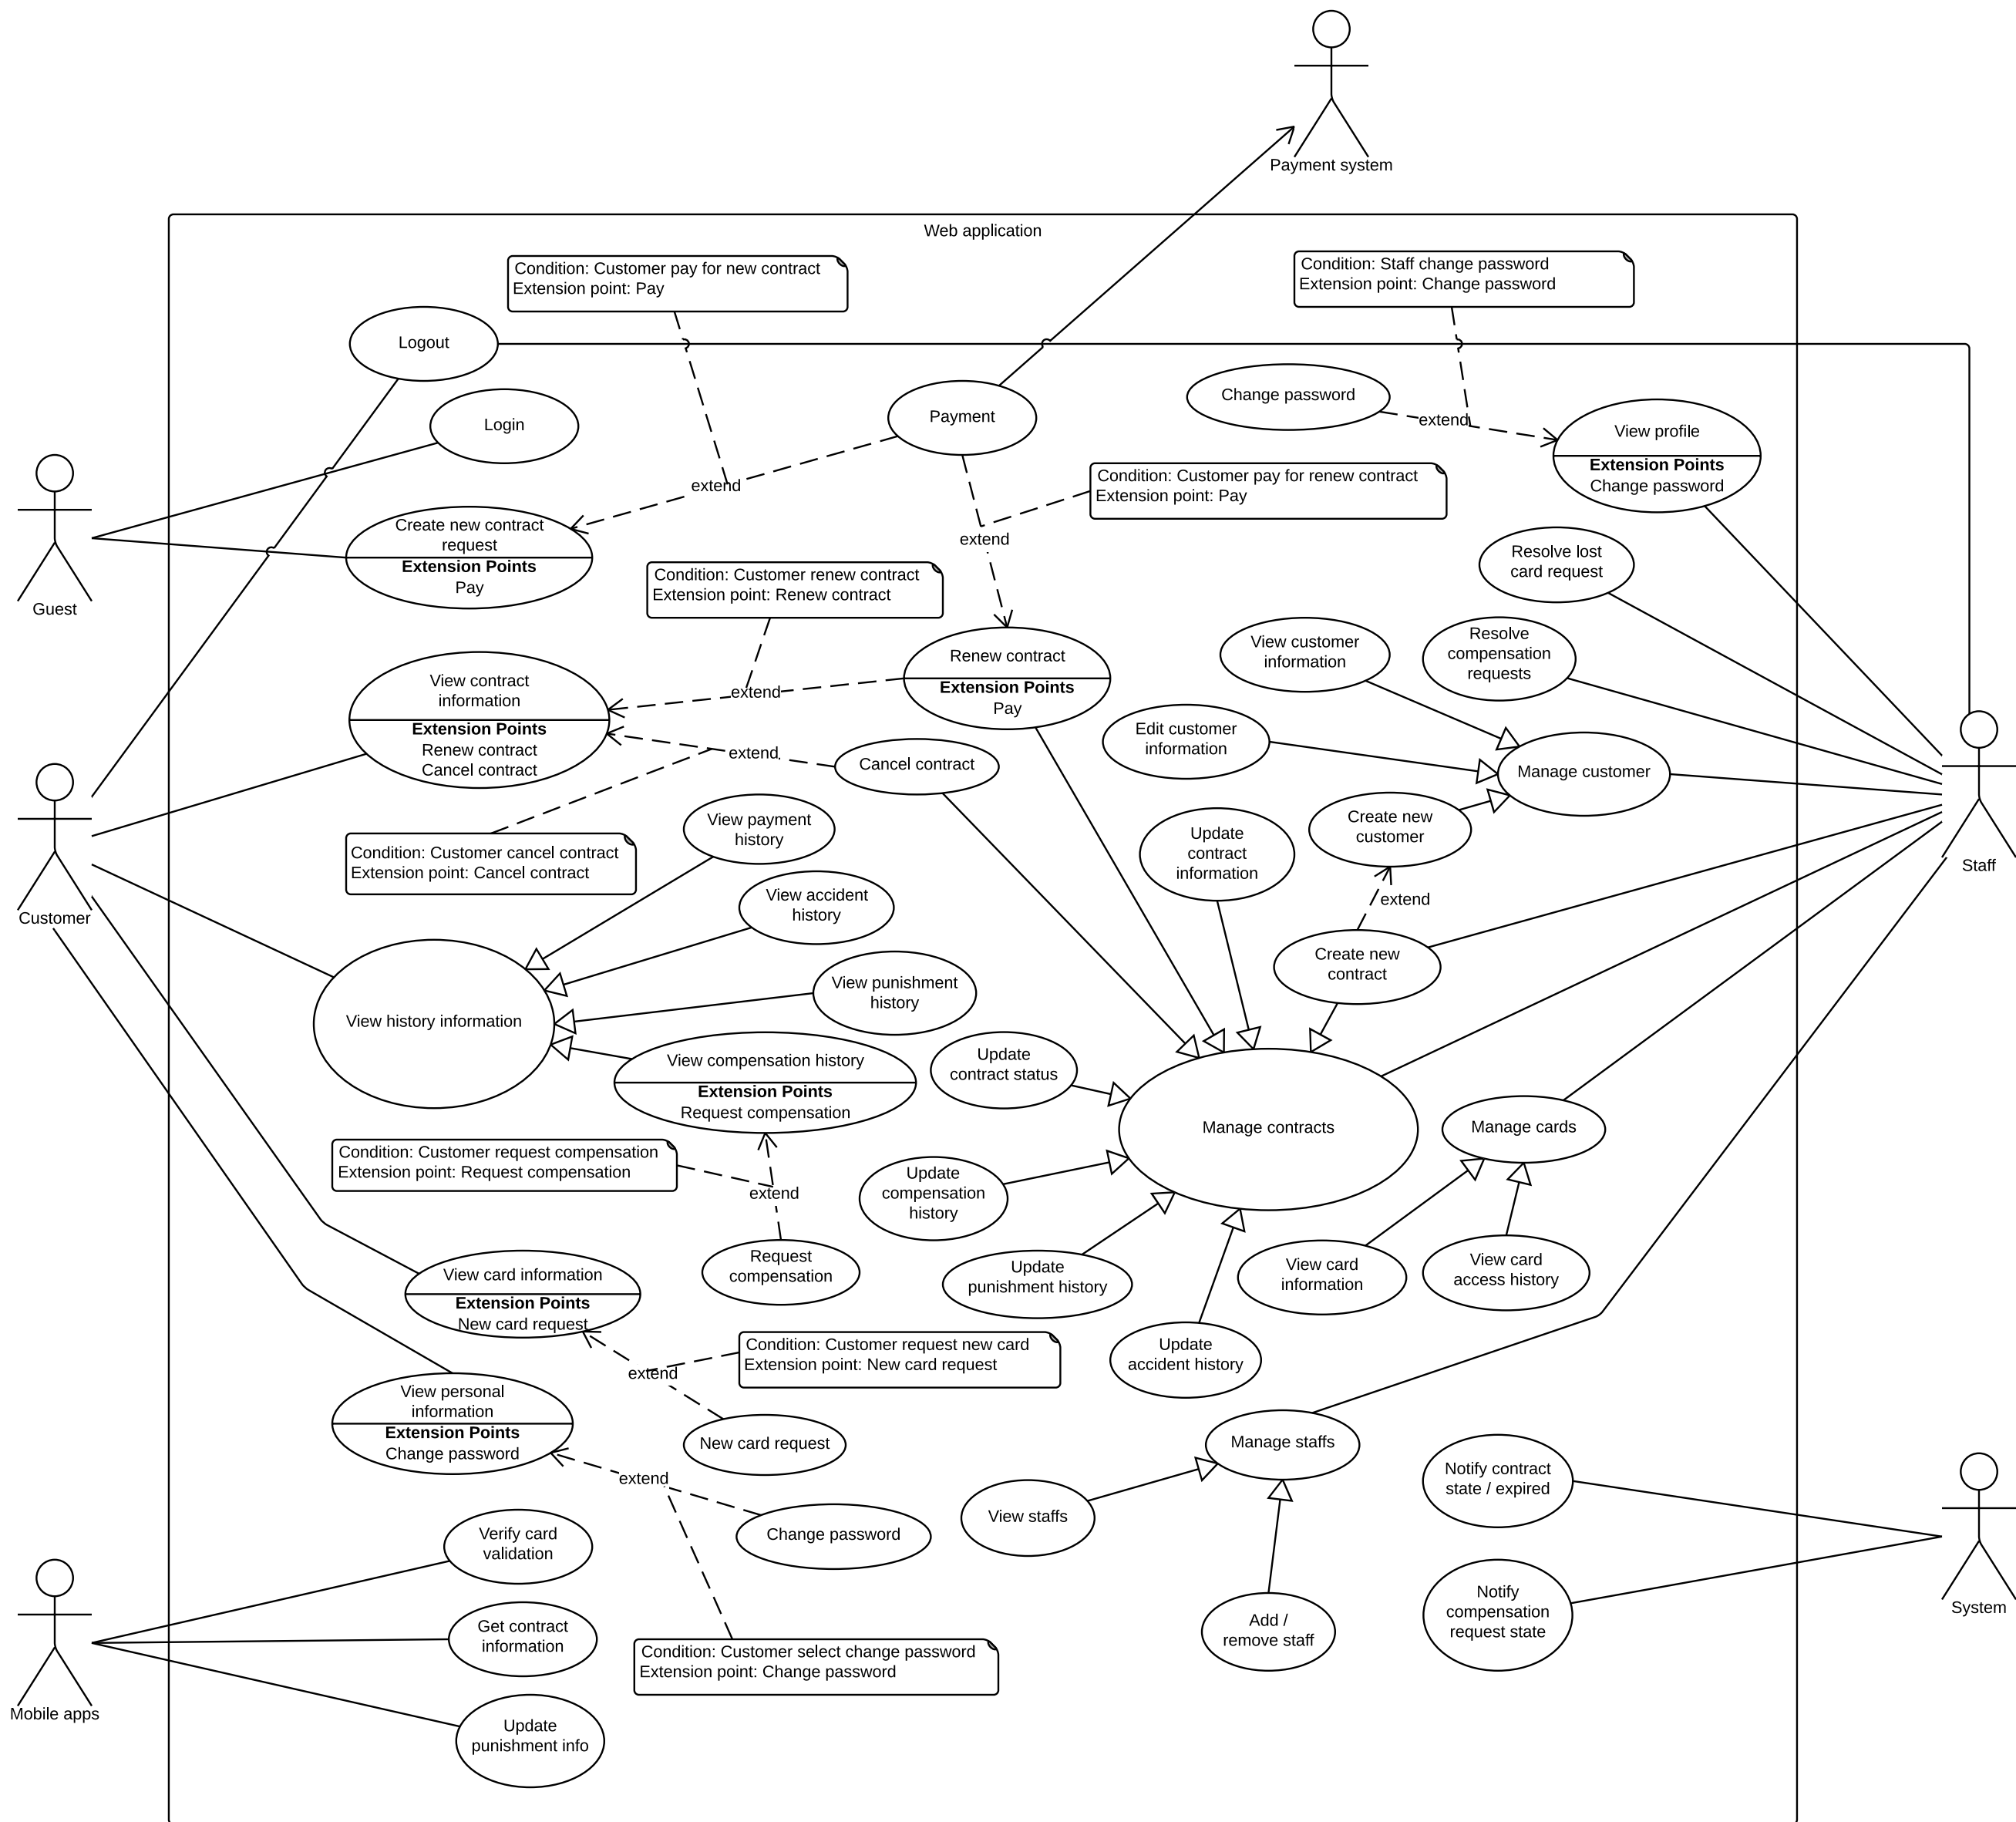 Payment system
Web application
Condition: Customer pay for new contract
Extension point: Pay
Condition: Staff change password
Extension point: Change password
Logout
Login
Payment
Change password
extend
View profile
Extension Points
Change password
extend
Condition: Customer pay for renew contract
Extension point: Pay
Guest
Create new contract
request
Extension Points
Pay
extend
Resolve lost
card request
Condition: Customer renew contract
Extension point: Renew contract
View contract
information
Extension Points
Renew contract
Cancel contract
extend
Renew contract
Extension Points
Pay
View customer
information
Resolve
compensation
requests
extend
Cancel contract
Edit customer
information
Manage customer
Customer
Staff
Condition: Customer cancel contract
Extension point: Cancel contract
View payment
history
Update
contract
information
Create new
customer
View accident
history
extend
View history information
View punishment
history
Create new
contract
View compensation history
Extension Points
Request compensation
Update
contract status
Manage contracts
Manage cards
Condition: Customer request compensation
Extension point: Request compensation
extend
Update
compensation
history
Request
compensation
Update
punishment history
View card
information
View card
access history
View card information
Extension Points
New card request
Condition: Customer request new card
Extension point: New card request
extend
Update
accident history
View personal
information
Extension Points
Change password
New card request
Manage staffs
extend
Notify contract
state / expired
View staffs
Change password
Verify card
validation
Mobile apps
Get contract
information
Add /
remove staff
Notify
compensation
request state
System
Condition: Customer select change password
Extension point: Change password
Update
punishment info